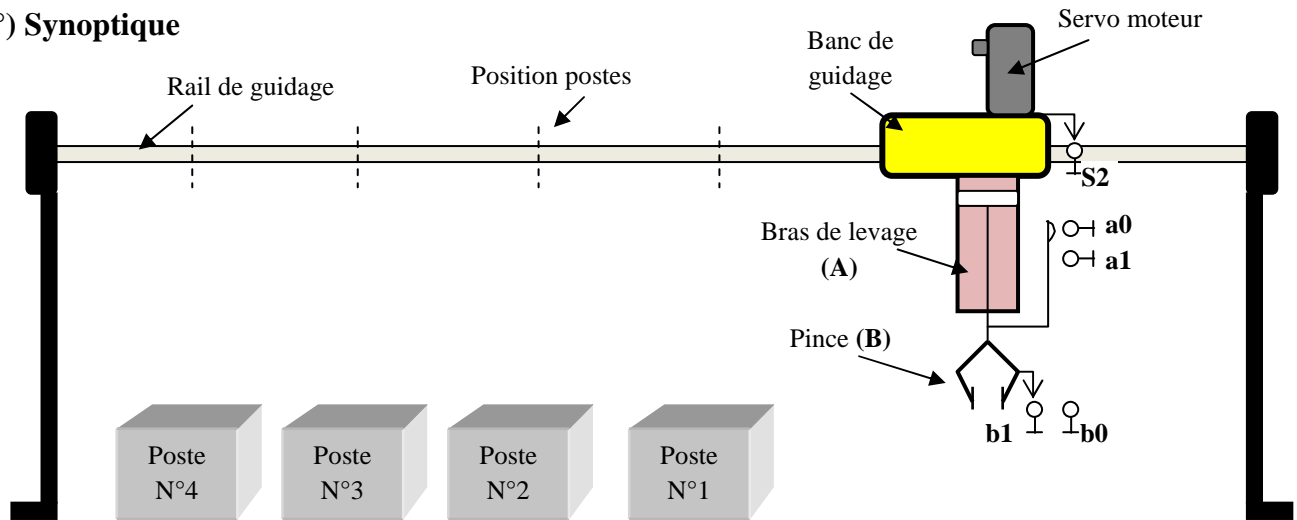 °) Synoptique
Servo moteur
Banc de
guidage
Rail de guidage
Position postes
S2
Bras de levage
(A)
a0
a1
Pince (B)
b1
b0
Poste
N°4
Poste
N°3
Poste
N°2
Poste
N°1